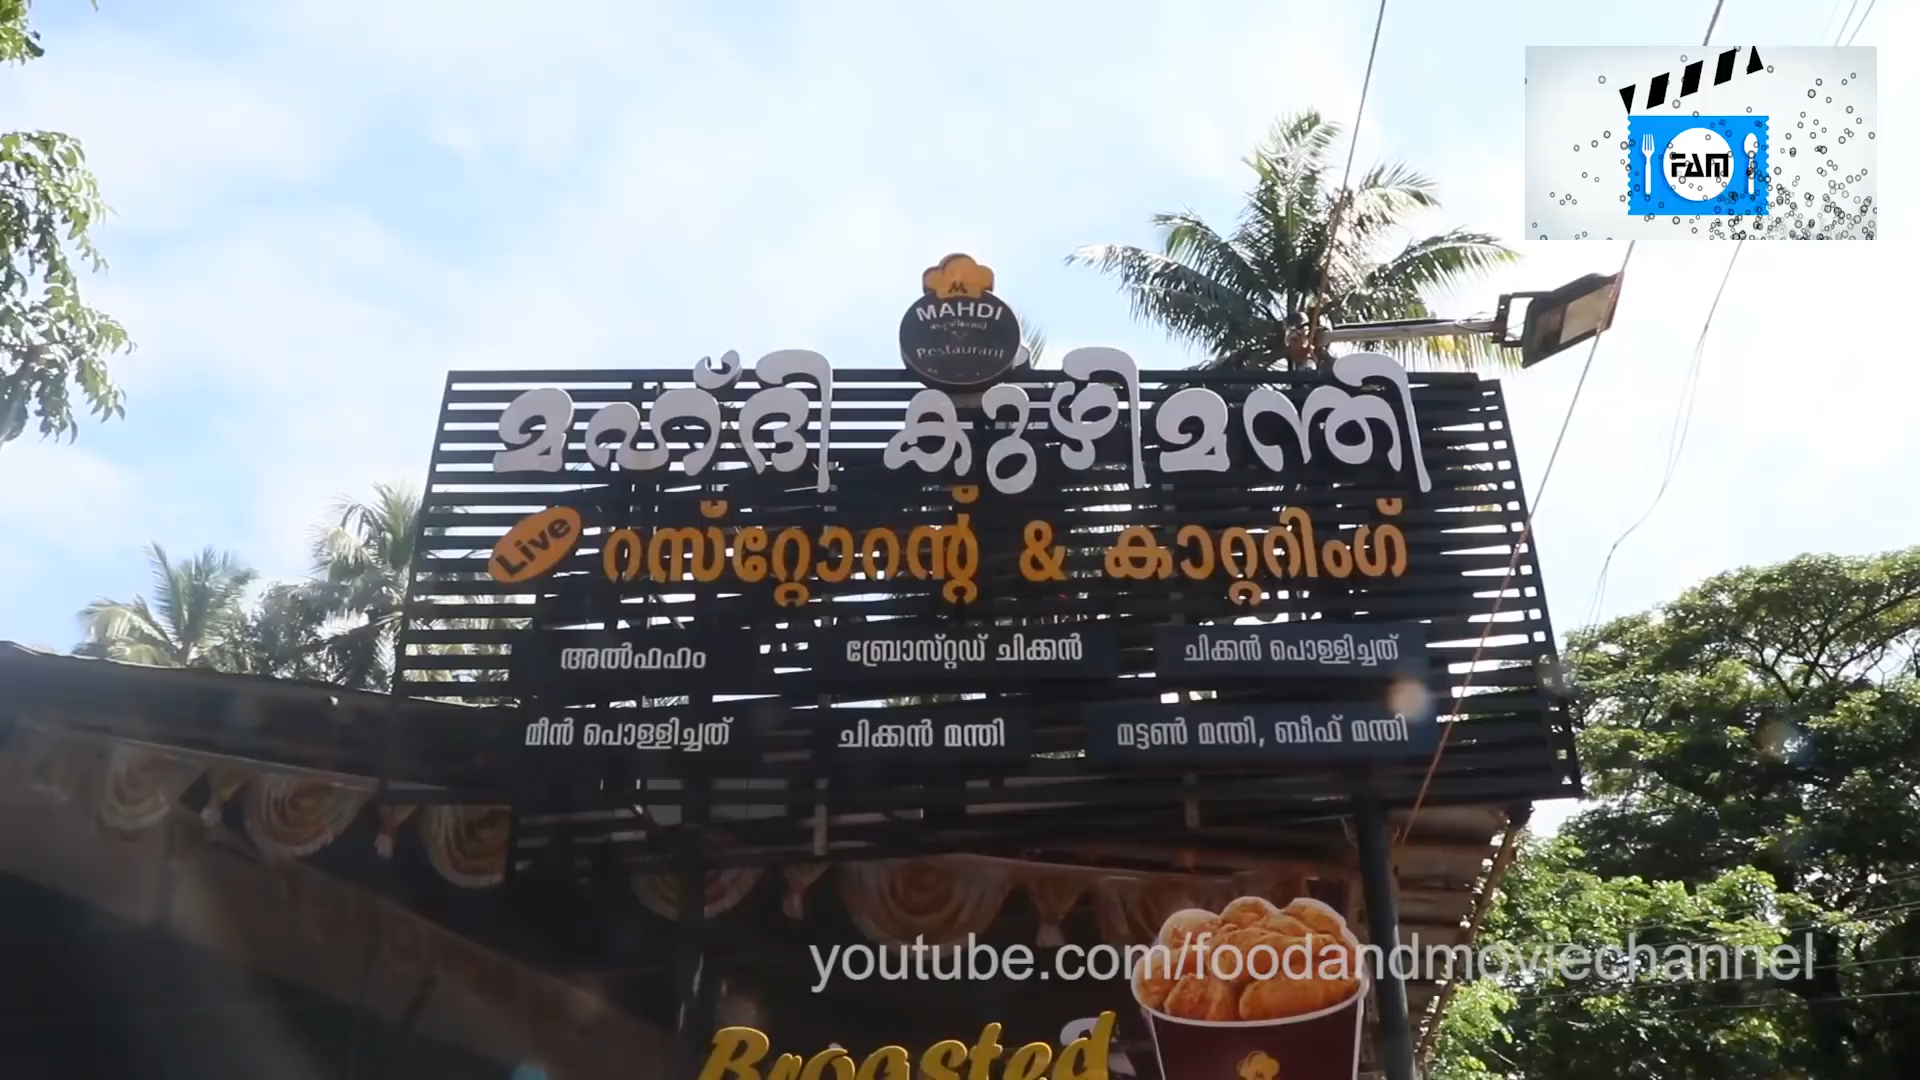 FAM
M
MAHDI
Restaurant
മഹ്ദി കുഴിമന്തി
Live റസ്റ്റോറന്റ് & കാറ്ററിംഗ്
അൽഫഹം ബ്രോസ്റ്റഡ് ചിക്കൻ ചിക്കൻ പൊള്ളിച്ചത്
മീൻ പൊള്ളിച്ചത് ചിക്കൻ മന്തി മട്ടൺ മന്തി, ബീഫ് മന്തി
youtube.com/foodandmoviechannel
Broasted